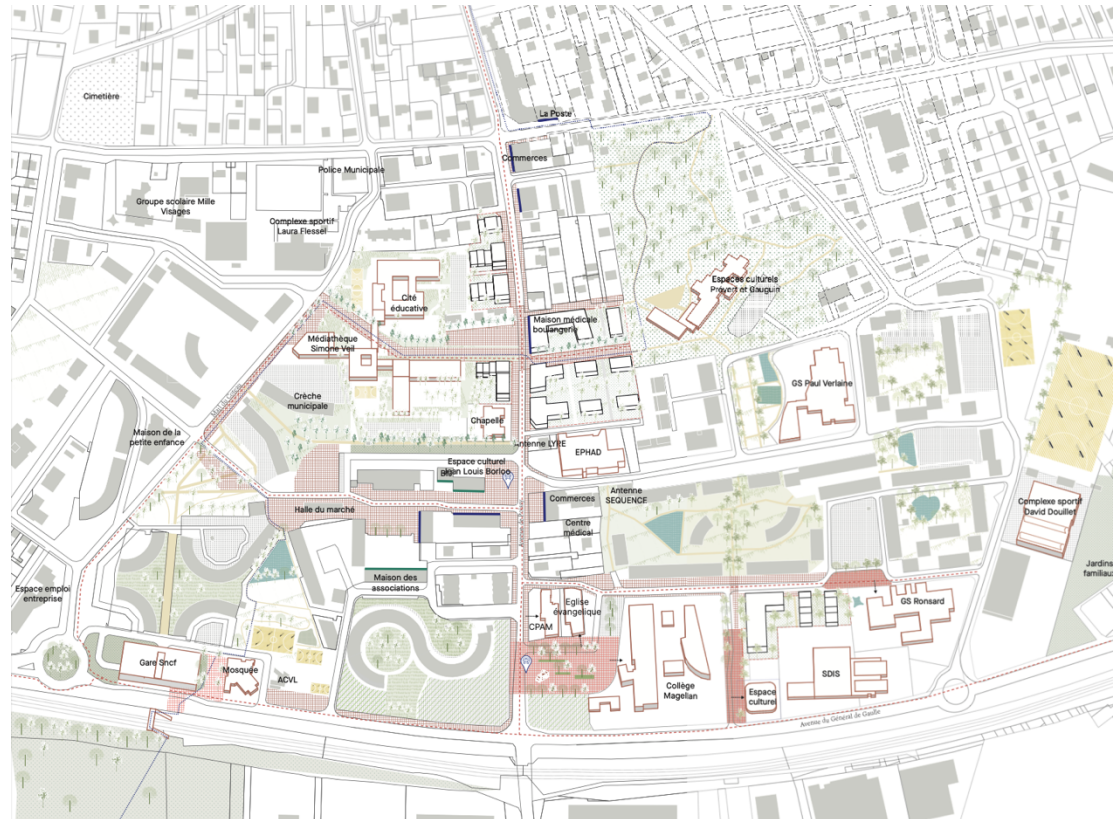 La Poste
Cimetière
Commerces
Police Municipale
Groupe scolaire Mille
Visages
Complexe sportif
Laura Flessel
Espaces culturels
Prévert et Gauguin
Cité
éducative
Maison médicale
boulangerie
Médiathèque
Simone Veil
GS Paul Verlaine
Crèche
municipale
Chapelle
Maison de la
petite enfance
Antenne LYRE
EPHAD
Espace culturel
Jean Louis Borloo
Antenne
SEQUENCE
Commerces
Complexe sportif
David Douillet
Halle du marché
Centre
médical
Jardins
familiaux
Maison des
associations
Espace emploi
entreprise
Eglise
évangelique
GS Ronsard
CPAM
Gare Sncf
Mosquée
ACVL
SDIS
Collège
Magellan
Espace
culturel
Avenue du Général de Gaulle